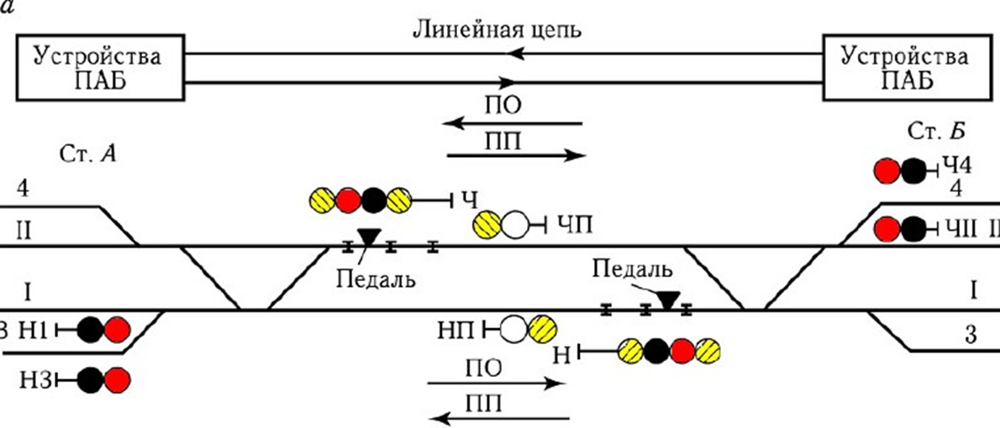 а
Линейная цепь
Устройства
ПАБ
Устройства
ПАБ
ПО
ПП
Ст. А
Ст. Б
Ч4
4
4
Ч
ЧП
II
ЧII II
Педаль
Педаль
I
I
3 Н1
НП
3
Н
Н3
ПО
ПП